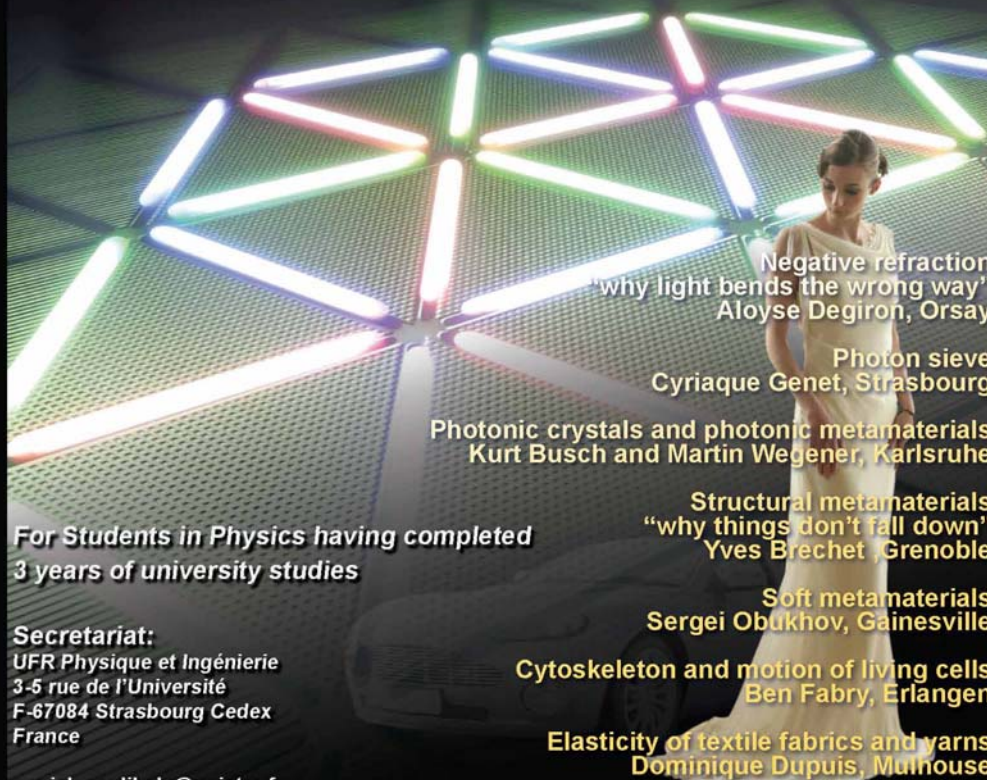 Negative refraction
"why light bends the wrong way"
Aloyse Degiron, Orsay
Photon sieve
Cyriaque Genet, Strasbourg
Photonic crystals and photonic metamaterials
Kurt Busch and Martin Wegener, Karlsruhe
Structural metamaterials
“why things don't fall down”
Yves Brechet ,Grenoble
Soft metamaterials
Sergei Obukhov, Gainesville
Cytoskeleton and motion of living cells
Ben Fabry, Erlangen
Elasticity of textile fabrics and yarns
Dominique Dupuis, Mulhouse
For Students in Physics having completed
3 years of university studies
Secretariat:
UFR Physique et Ingénierie
3-5 rue de l'Université
F-67084 Strasbourg Cedex
France